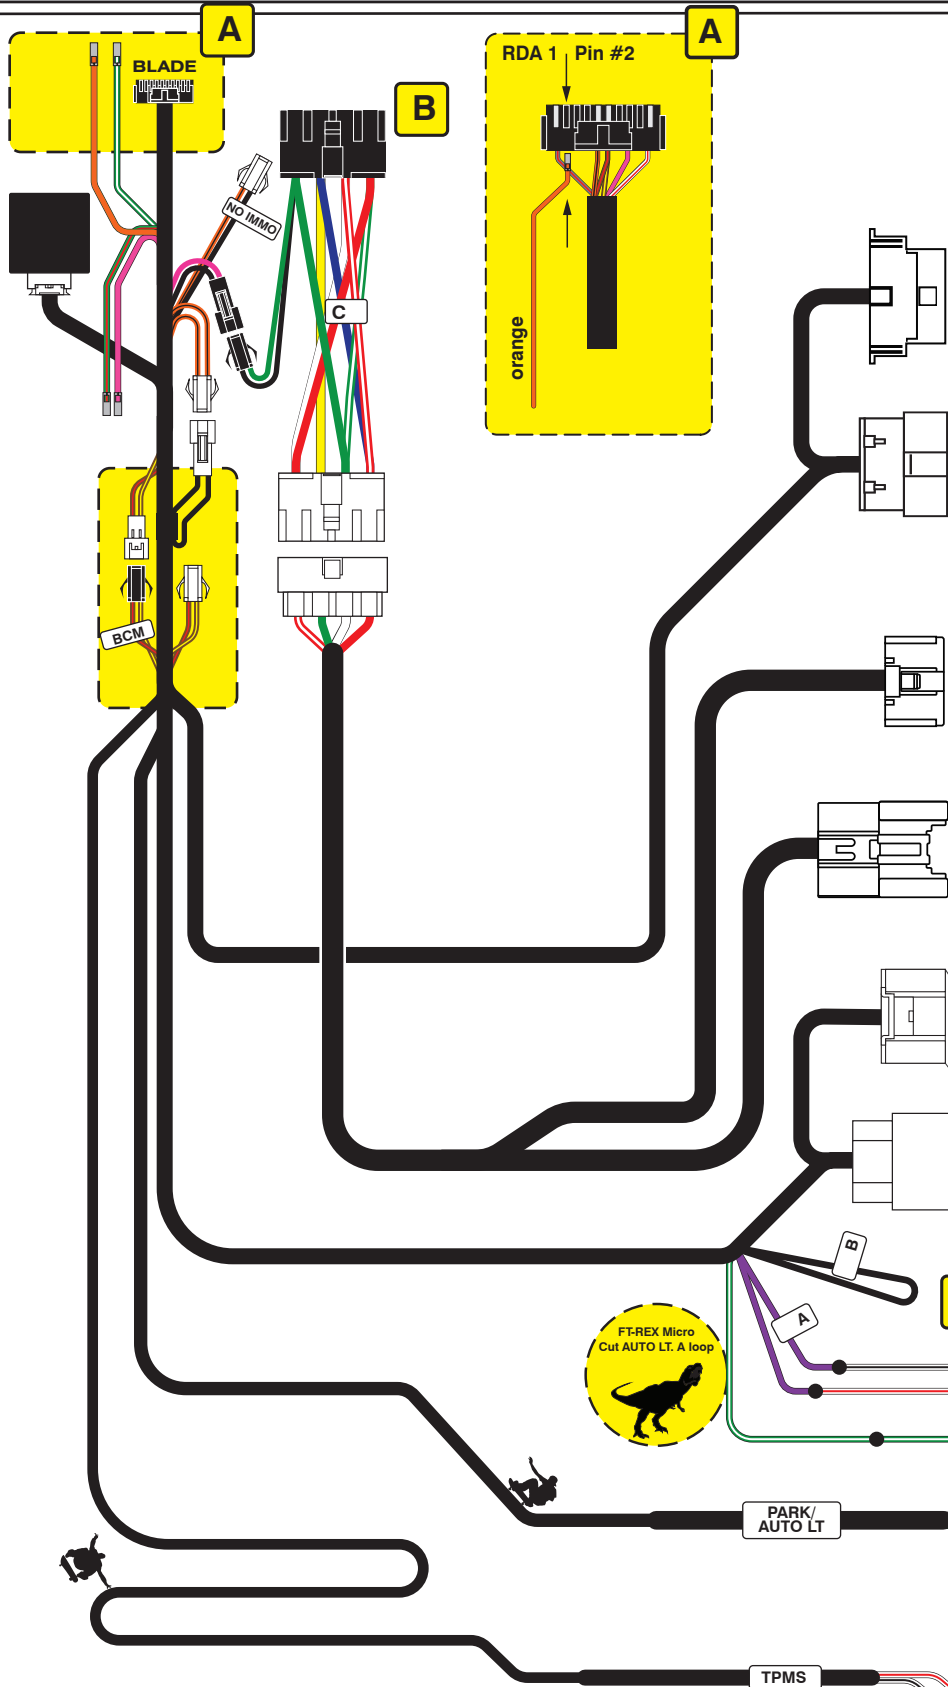 A
A
BLADE
RDA 1 Pin #2
B
NO IMMO
C
orange
BCM
B
A
FT-REX Micro
Cut AUTO LT. A loop
PARK/
AUTO LT
TPMS